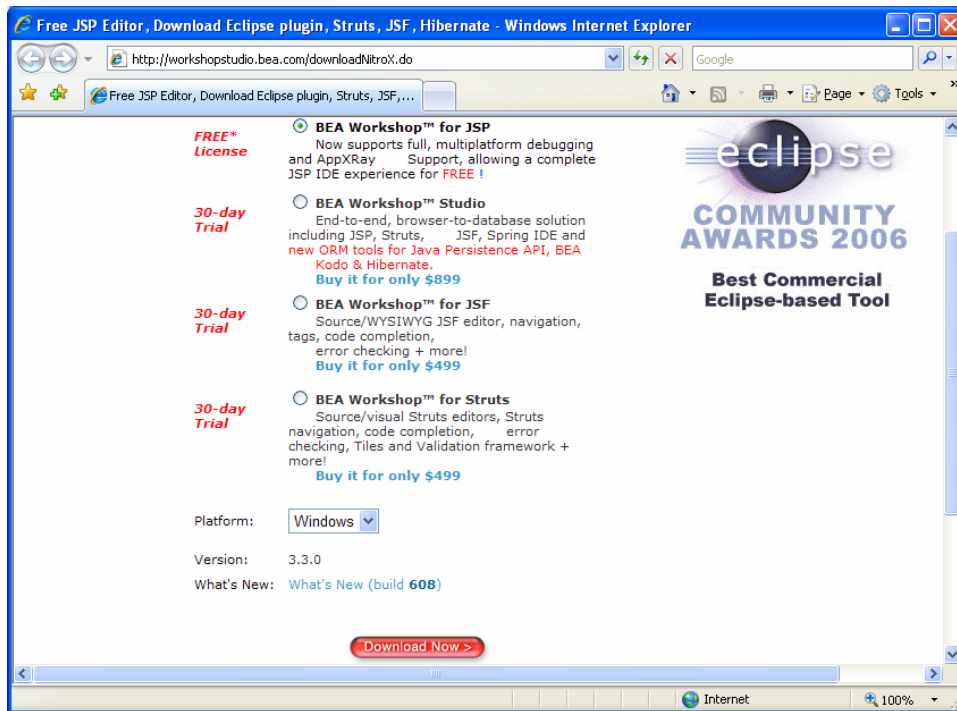 Free JSP Editor, Download Eclipse plugin, Struts, JSF, Hibernate - Windows Internet Explorer
http://workshopstudio.bea.com/downloadNitroX.do
Google
Free JSP Editor, Download Eclipse plugin, Struts, JSF,...
Page
Tools
»
FREE*
License
BEA Workshop™ for JSP
Now supports full, multiplatform debugging
and AppXRay Support, allowing a complete
JSP IDE experience for FREE !
30-day
Trial
BEA Workshop™ Studio
End-to-end, browser-to-database solution
including JSP, Struts, JSF, Spring IDE and
new ORM tools for Java Persistence API, BEA
Kodo & Hibernate.
Buy it for only $899
30-day
Trial
BEA Workshop™ for JSF
Source/WYSIWYG JSF editor, navigation,
tags, code completion,
error checking + more!
Buy it for only $499
30-day
Trial
BEA Workshop™ for Struts
Source/visual Struts editors, Struts
navigation, code completion, error
checking, Tiles and Validation framework +
more!
Buy it for only $499
eclipse
COMMUNITY
AWARDS 2006
Best Commercial
Eclipse-based Tool
Platform: Windows
Version: 3.3.0
What's New: What's New (build 608)
Download Now >
Internet
100%